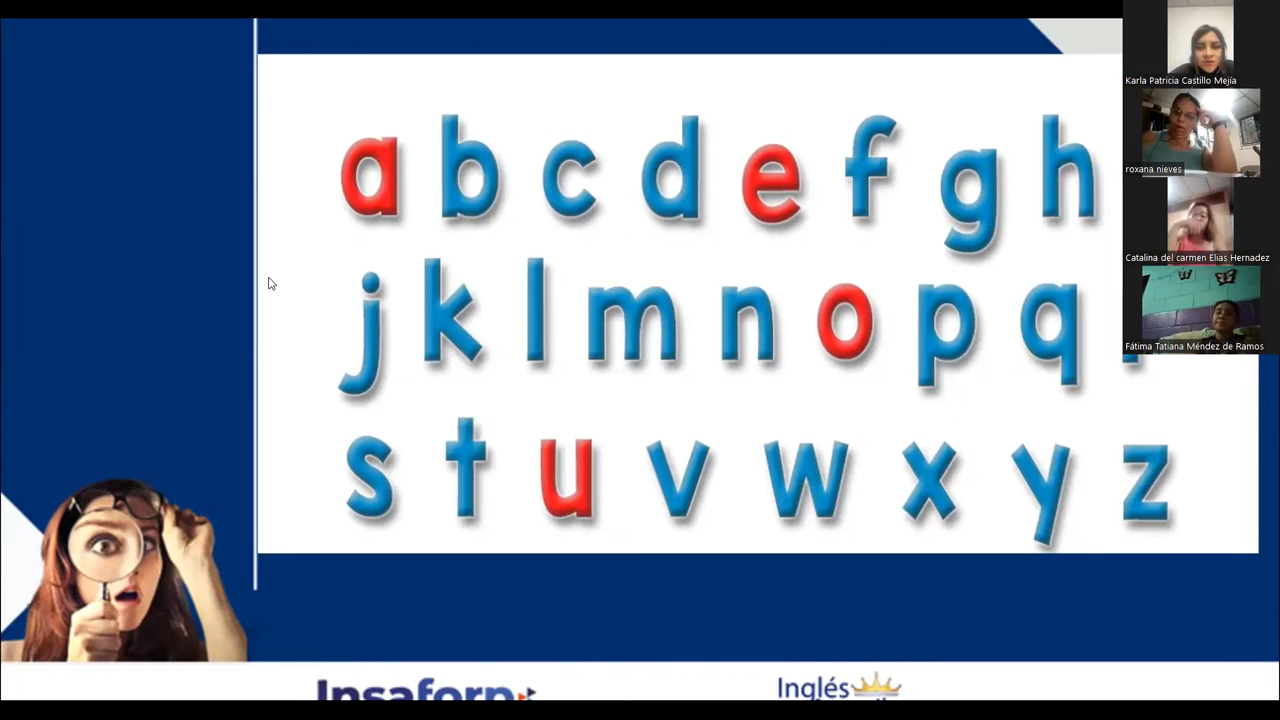 a b c d e f g h
j k l m n o p q
s t u v w x y z
Insaforp
Inglés
Karla Patricia Castillo Mejía
roxana nieves
Catalina del carmen Elias Hernadez
Fátima Tatiana Méndez de Ramos